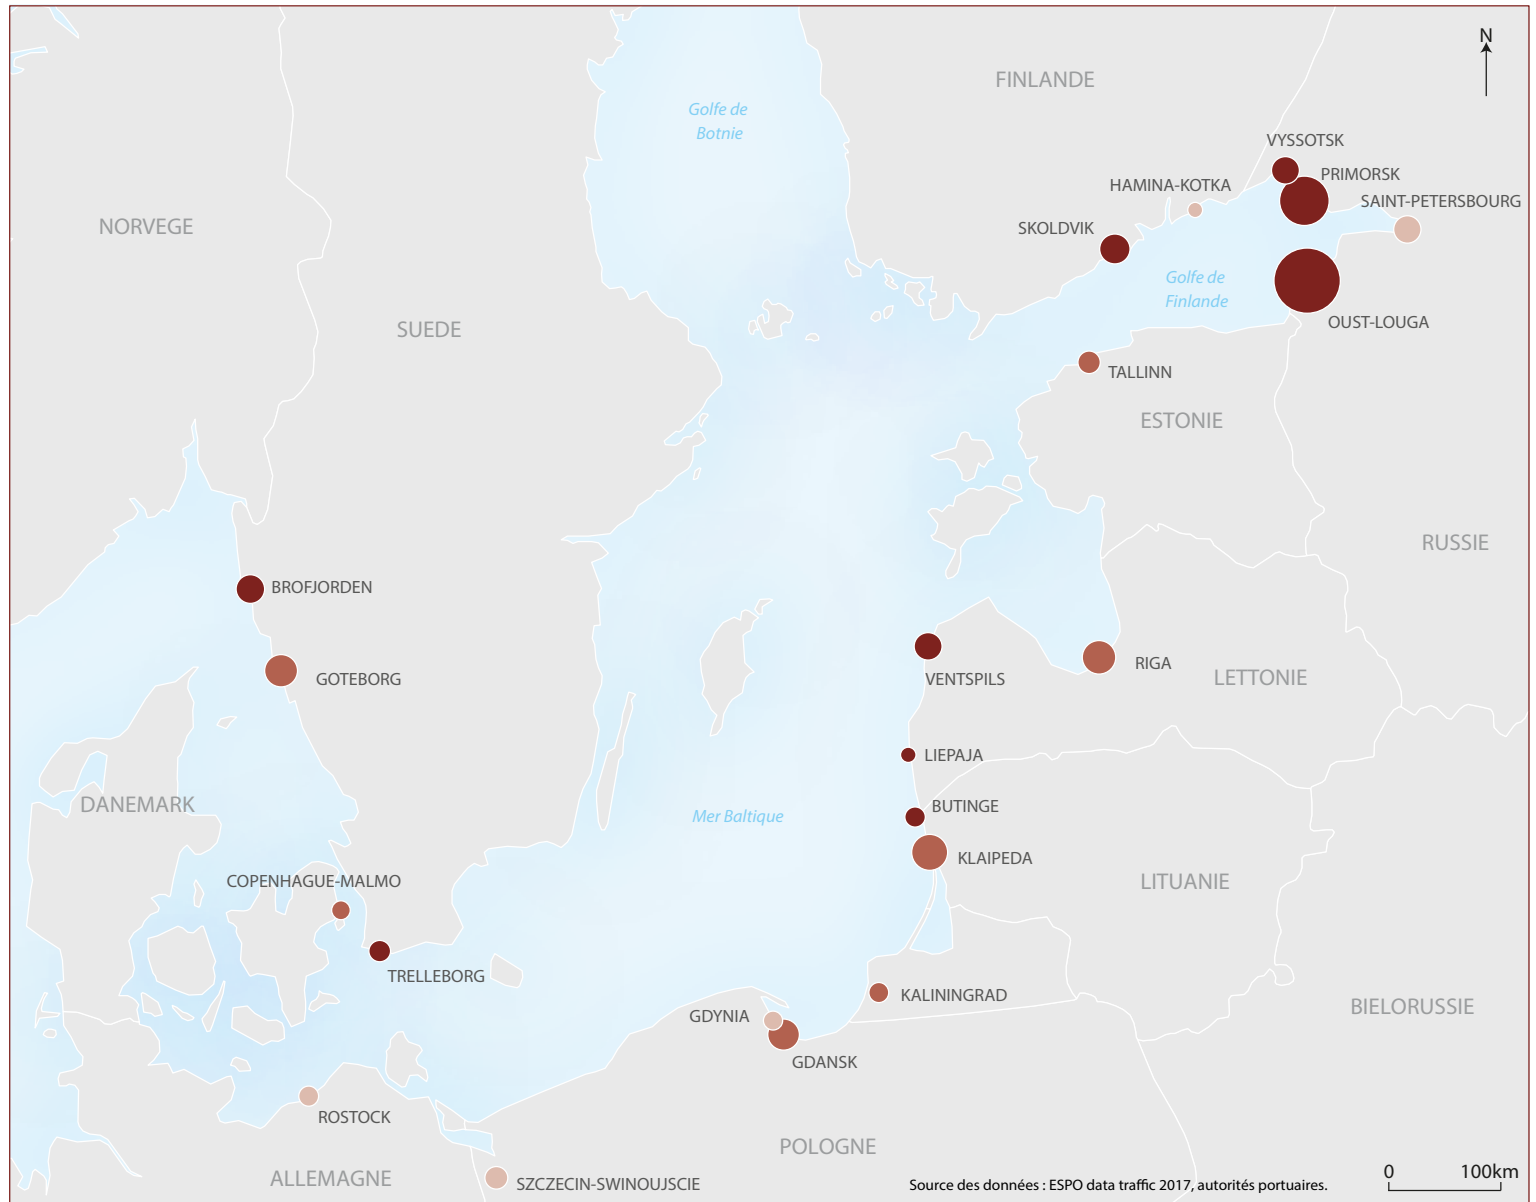 N
FINLANDE
Golfe de
Botnie
VYSSOTSK
PRIMORSK
HAMINA-KOTKA
SAINT-PETERSBOURG
NORVEGE
SKOLDVIK
Golfe de
Finlande
SUEDE
OUST-LOUGA
TALLINN
ESTONIE
RUSSIE
BROFJORDEN
RIGA
GOTEBORG
VENTSPILS
LETTONIE
LIEPAJA
DANEMARK
BUTINGE
Mer Baltique
KLAIPEDA
COPENHAGUE-MALMO
LITUANIE
TRELLEBORG
KALININGRAD
BIELORUSSIE
GDYNIA
GDANSK
ROSTOCK
POLOGNE
ALLEMAGNE
SZCZECIN-SWINOUJSCIE
0 100km
Source des données : ESPO data traffic 2017, autorités portuaires.